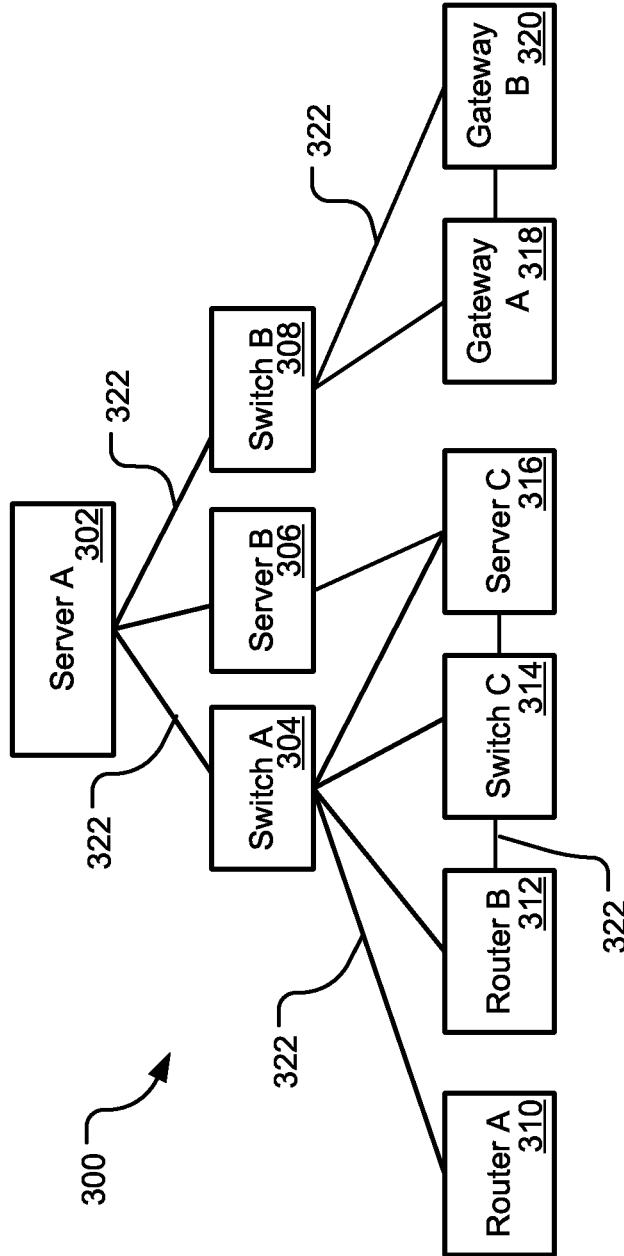 300
Server A
302
322
322
Switch A
304
Server B
306
Switch B
308
322
322
Router A
310
Router B
312
Switch C
314
Server C
316
Gateway
A
318
Gateway
B
320
322